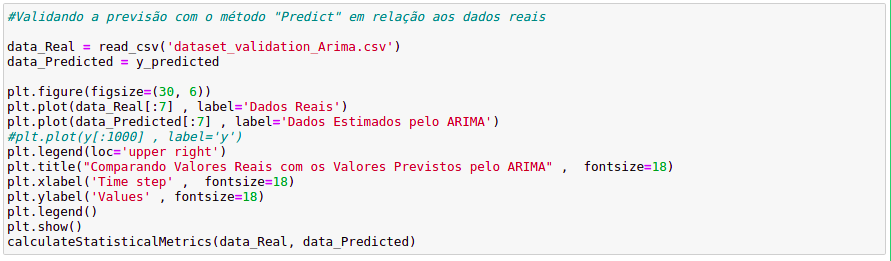 #Validando a previsão com o método "Predict" em relação aos dados reais
data_Real = read_csv('dataset_validation_Arima.csv')
data_Predicted = y_predicted
plt.figure(figsize=(30, 6))
plt.plot(data_Real[:7] , label='Dados Reais')
plt.plot(data_Predicted[:7] , label='Dados Estimados pelo ARIMA')
#plt.plot(y[:1000] , label='y')
plt.legend(loc='upper right')
plt.title("Comparando Valores Reais com os Valores Previstos pelo ARIMA" ,  fontsize=18)
plt.xlabel('Time step' ,  fontsize=18)
plt.ylabel('Values' , fontsize=18)
plt.legend()
plt.show()
calculateStatisticalMetrics(data_Real, data_Predicted)